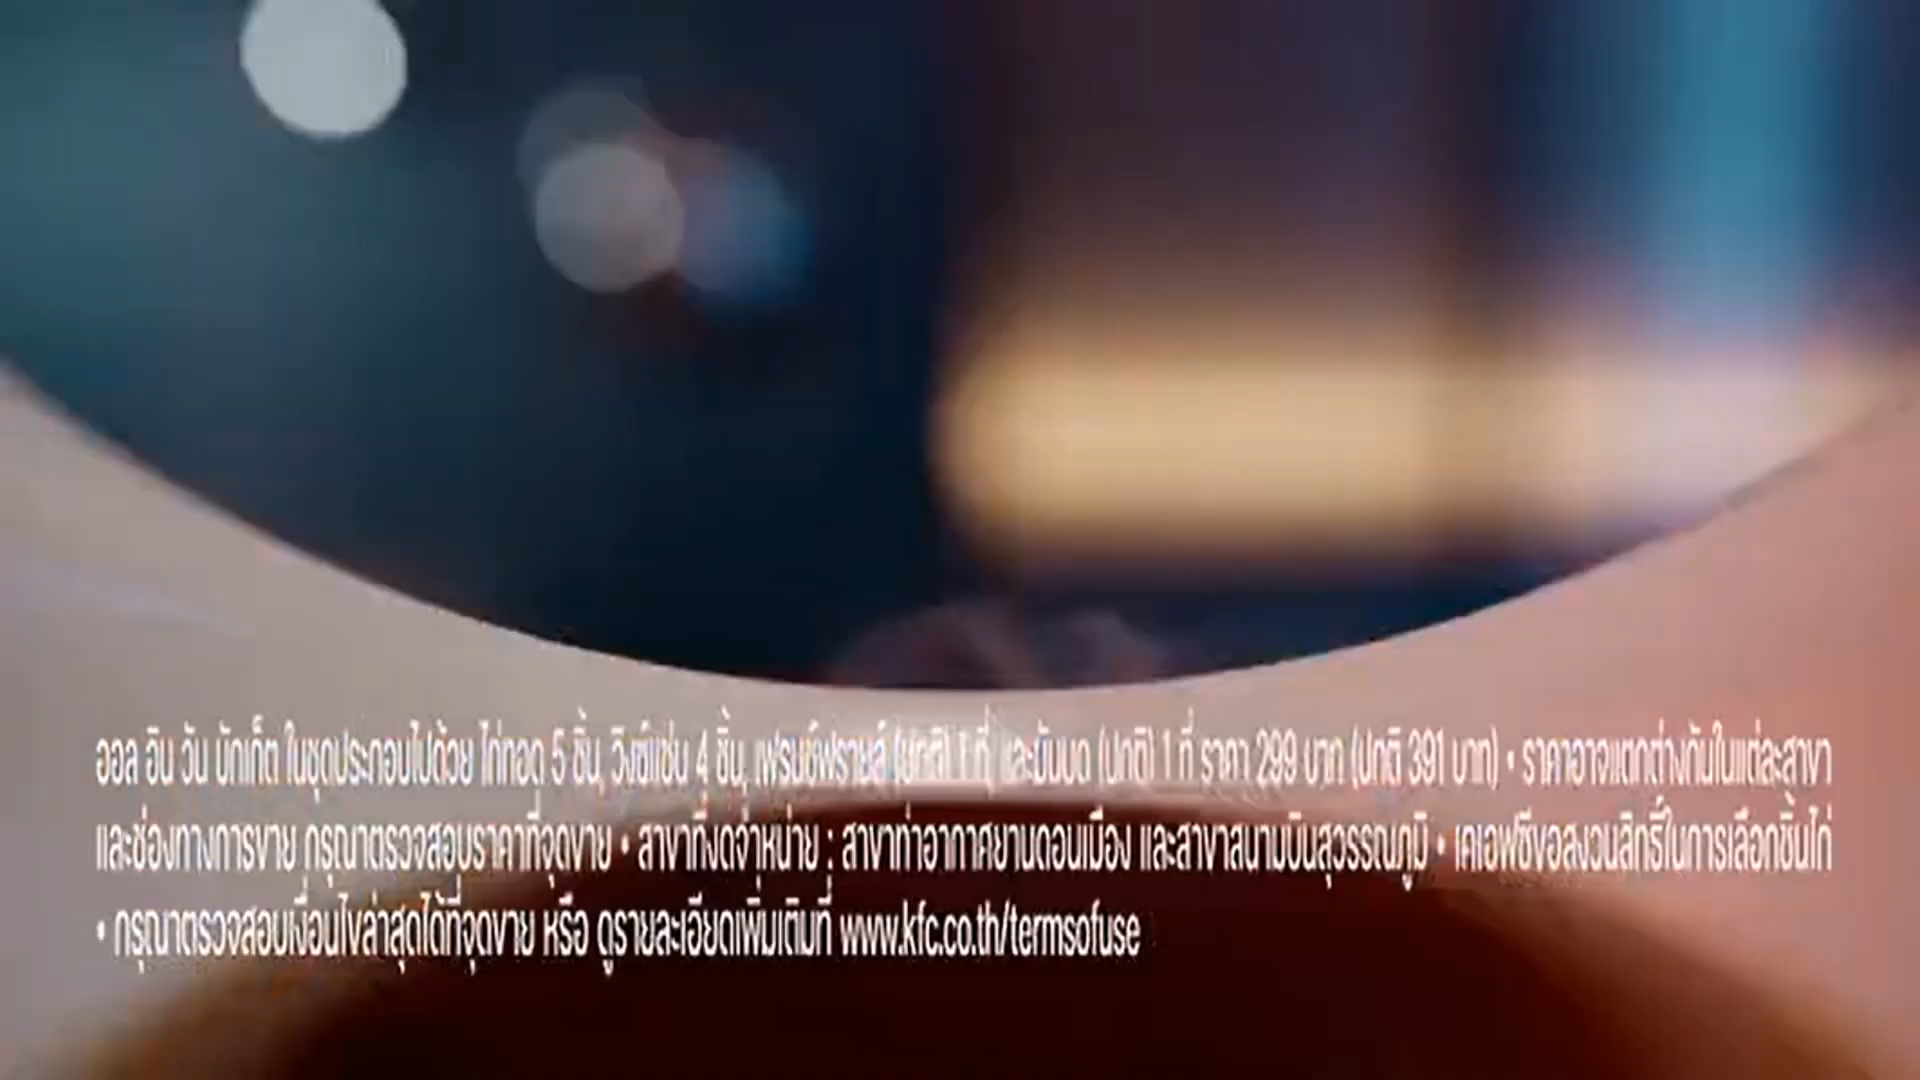 ออล อิน วัน บักเก็ต ในชุดประกอบไปด้วย ไก่ทอด 5 ชิ้น, วิงซ์แซ่บ 4 ชิ้น, เฟรนช์ฟรายส์ (ปกติ) 1 ที่ และมันบด (ปกติ) 1 ที่ ราคา 299 บาท (ปกติ 391 บาท) • ราคาอาจแตกต่างกันในแต่ละสาขา
และช่องทางการขาย กรุณาตรวจสอบราคาที่จุดขาย • สาขาที่งดจำหน่าย : สาขาท่าอากาศยานดอนเมือง และสาขาสนามบินสุวรรณภูมิ • เคเอฟซีขอสงวนสิทธิ์ในการเลือกชิ้นไก่
• กรุณาตรวจสอบเงื่อนไขล่าสุดได้ที่จุดขาย หรือ ดูรายละเอียดเพิ่มเติมที่ www.kfc.co.th/termsofuse